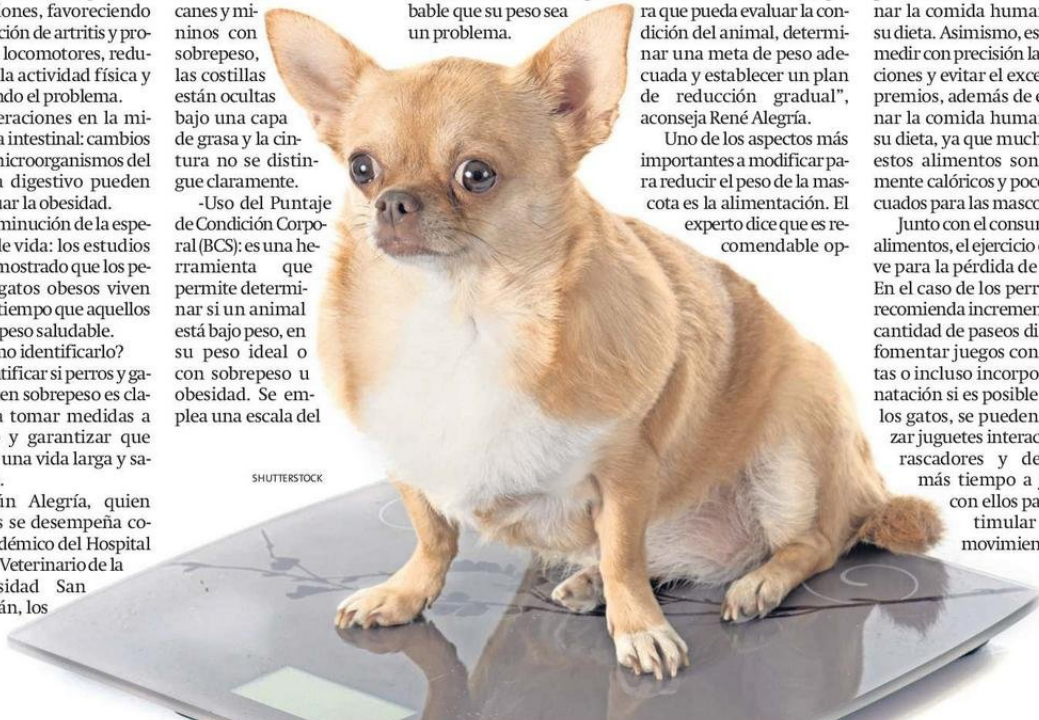 iones, favoreciendo
ción de artritis y pro-
locomotores, redu-
la actividad física y
ndo el problema.
eraciones en la mi-
a intestinal: cambios
microorganismos del
digestivo pueden
uar la obesidad.
minución de la espe-
de vida: los estudios
mostrado que los pe-
gatos obesos viven
tiempo que aquellos
peso saludable.
mo identificarlo?
tificar si perros y ga-
en sobrepeso es cla-
a tomar medidas a
y garantizar que
una vida larga y sa-
ún Alegría, quien
s se desempeña co-
démico del Hospital
Veterinario de la
sidad San
án, los
canes y mi-
ninos con
sobrepeso,
las costillas
están ocultas
bajo una capa
de grasa y la cin-
tura no se distin-
gue claramente.
-Uso del Puntaje
de Condición Corpo-
ral (BCS): es una he-
rramienta que
permite determi-
nar si un animal
está bajo peso, en
su peso ideal o
con sobrepeso u
obesidad. Se em-
plea una escala del
SHUTTERSTOCK
bable que su peso sea
un problema.
ra que pueda evaluar la con-
dición del animal, determi-
nar una meta de peso ade-
cuada y establecer un plan
de reducción gradual”,
aconseja René Alegría.
Uno de los aspectos más
importantes a modificar pa-
ra reducir el peso de la mas-
cota es la alimentación. El
experto dice que es re-
comendable op-
nar la comida huma
su dieta. Asimismo, es
medir con precisión la
ciones y evitar el exce
premios, además de e
nar la comida huma
su dieta, ya que much
estos alimentos son
mente calóricos y poc
cuados para las masco
Junto con el consu
alimentos, el ejercicio
ve para la pérdida de
En el caso de los perr
recomienda incremen
cantidad de paseos di
fomentar juegos con
tas o incluso incorpo
natación si es posible
los gatos, se pueden
zar juguetes interac
rascadores y de
más tiempo a
con ellos pa
timular
movimien